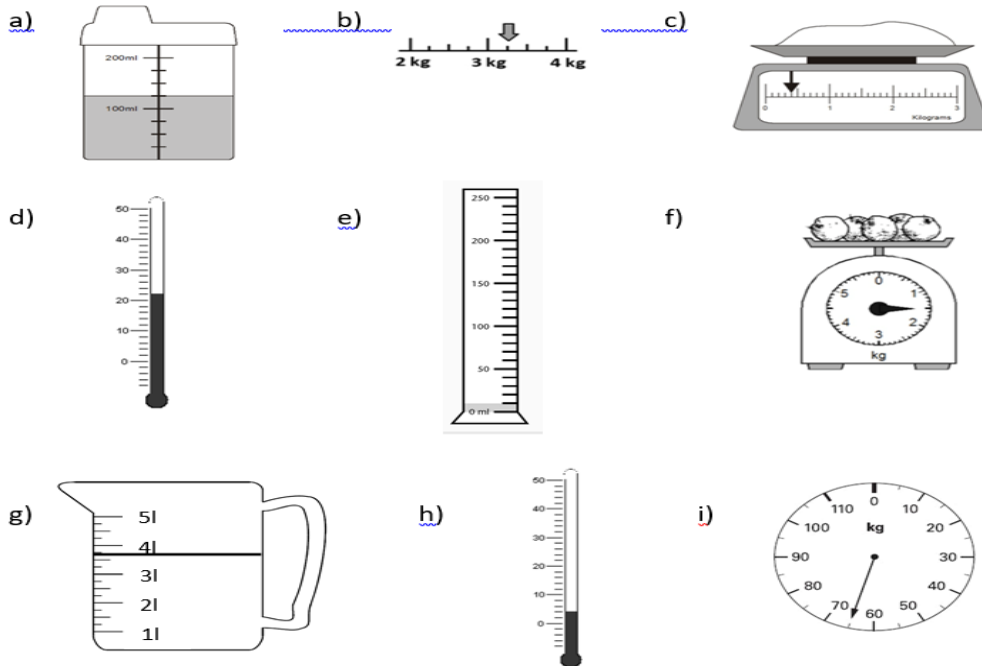 a)
200ml
100ml
b)
2 kg 3 kg 4 kg
c)
0 1 2 3
Kilograms
d)
50
40
30
20
10
0
e)
250
200
150
100
50
0 ml
f)
0
5 1
4 2
3
kg
g)
5l
4l
3l
2l
1l
h)
50
40
30
20
10
0
i)
0
110 10
100 kg 20
90 30
80 40
70 60 50